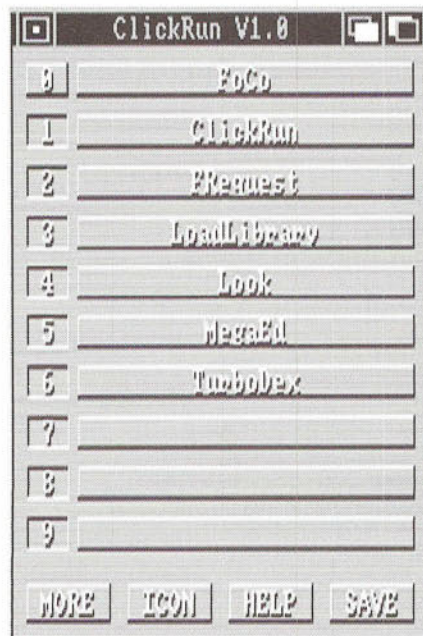 ClickRun V1.0
0 FoCo
1 ClickRun
2 FRequest
3 LoadLibrary
4 Look
5 MegaEd
6 TurboDex
7
8
9
MORE ICON HELP SAVE